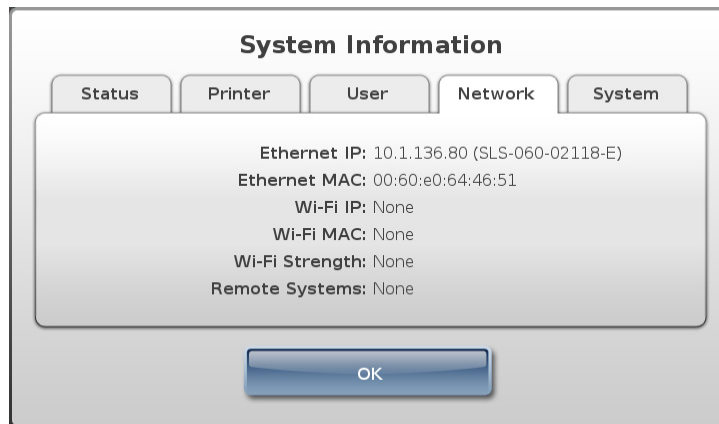 System Information
Status Printer User Network System
Ethernet IP: 10.1.136.80 (SLS-060-02118-E)
Ethernet MAC: 00:60:e0:64:46:51
Wi-Fi IP: None
Wi-Fi MAC: None
Wi-Fi Strength: None
Remote Systems: None
OK